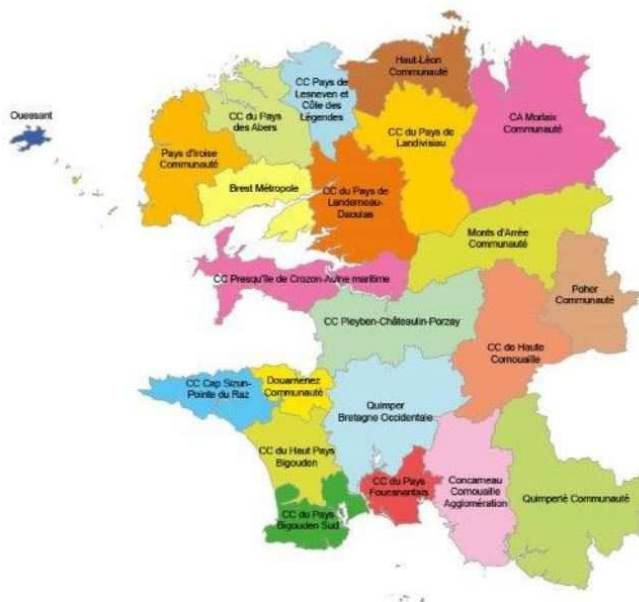 Haut-Léon
Communauté
CC Pays de
Lesneven et
Côte des
Légendes
Ouessant
CC du Pays
des Abers
CA Morlaix
Communauté
CC du Pays de
Landivisiau
Pays d'Iroise
Communauté
Brest Métropole
CC du Pays de
Landerneau-
Daoulas
Monts d'Arrée
Communauté
CC Presqu'île de Crozon-Aulne maritime
Poher
Communauté
CC Pleyben-Châteaulin-Porzay
CC de Haute
Cornouaille
CC Cap Sizun-
Pointe du Raz
Douarnenez
Communauté
Quimper
Bretagne Occidentale
CC du Haut Pays
Bigouden
CC du Pays
Fouesnantais
Concarneau
Cornouaille
Agglomération
Quimperlé Communauté
CC du Pays
Bigouden Sud